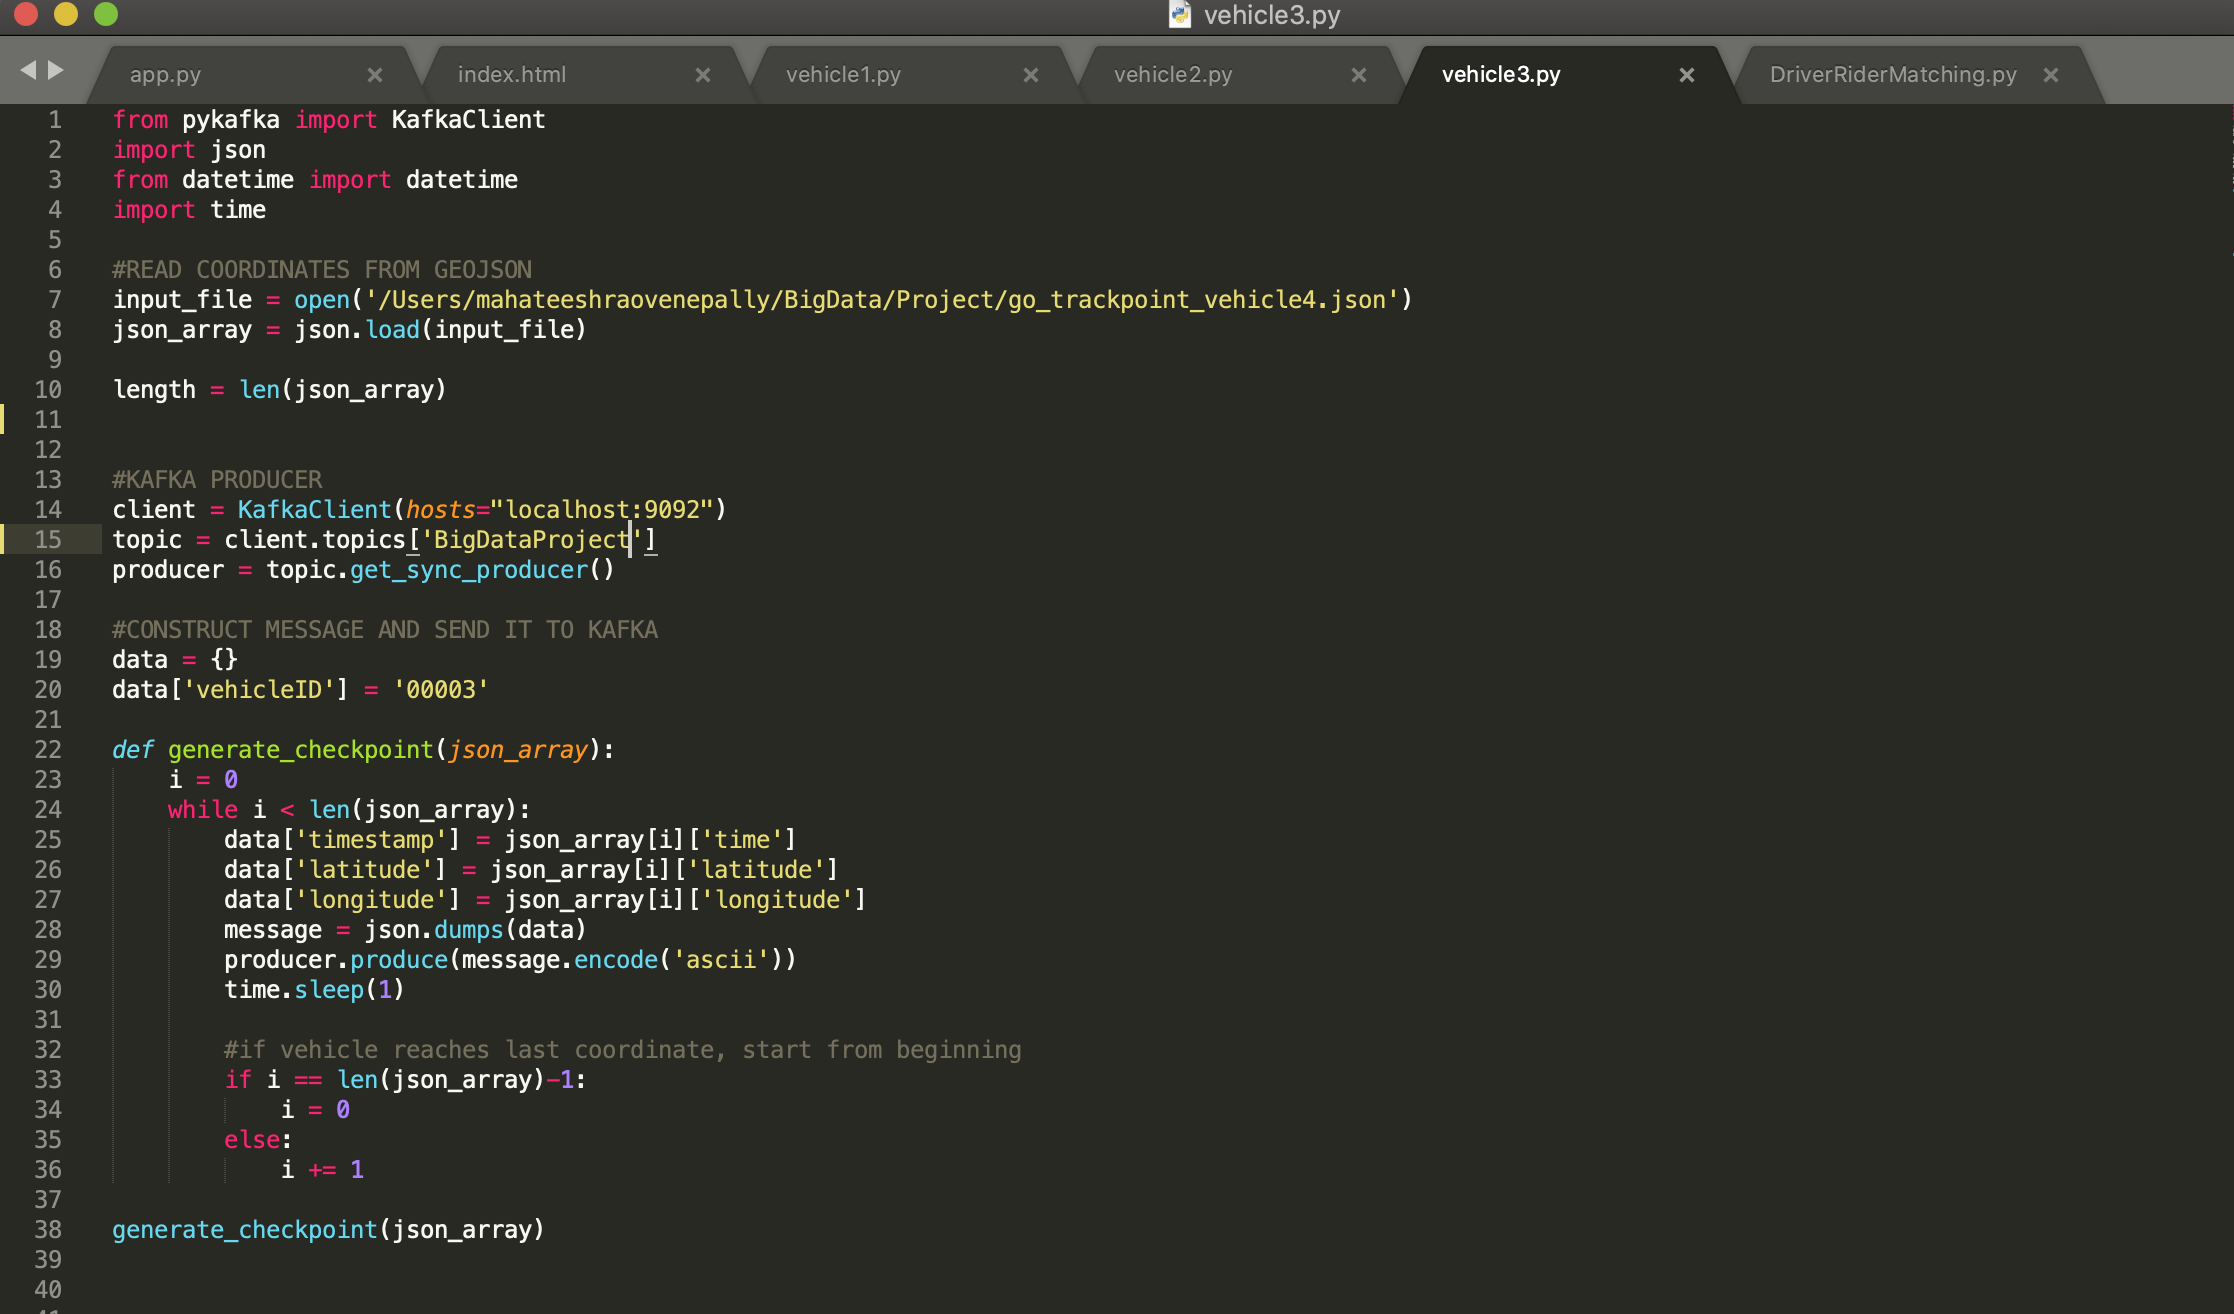 vehicle3.py
app.py
index.html
vehicle1.py
vehicle2.py
vehicle3.py
DriverRiderMatching.py
1 from pykafka import KafkaClient
2 import json
3 from datetime import datetime
4 import time
5
6 #READ COORDINATES FROM GEOJSON
7 input_file = open('/Users/mahateeshraovenepally/BigData/Project/go_trackpoint_vehicle4.json')
8 json_array = json.load(input_file)
9
10 length = len(json_array)
11
12
13 #KAFKA PRODUCER
14 client = KafkaClient(hosts="localhost:9092")
15 topic = client.topics['BigDataProject']
16 producer = topic.get_sync_producer()
17
18 #CONSTRUCT MESSAGE AND SEND IT TO KAFKA
19 data = {}
20 data['vehicleID'] = '00003'
21
22 def generate_checkpoint(json_array):
23     i = 0
24     while i < len(json_array):
25         data['timestamp'] = json_array[i]['time']
26         data['latitude'] = json_array[i]['latitude']
27         data['longitude'] = json_array[i]['longitude']
28         message = json.dumps(data)
29         producer.produce(message.encode('ascii'))
30         time.sleep(1)
31
32         #if vehicle reaches last coordinate, start from beginning
33         if i == len(json_array)-1:
34             i = 0
35         else:
36             i += 1
37
38 generate_checkpoint(json_array)
39
40